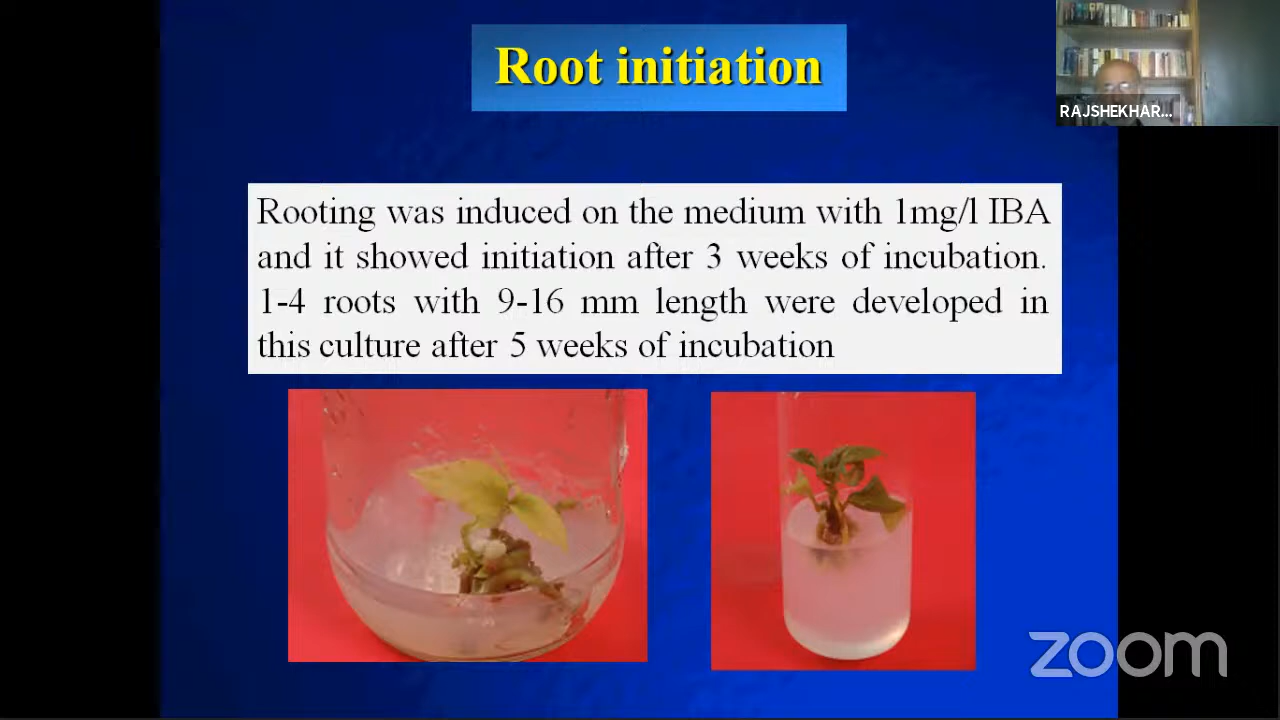 Root initiation
RAJSHEKHAR...
Rooting was induced on the medium with 1mg/l IBA
and it showed initiation after 3 weeks of incubation.
1-4 roots with 9-16 mm length were developed in
this culture after 5 weeks of incubation
zoom